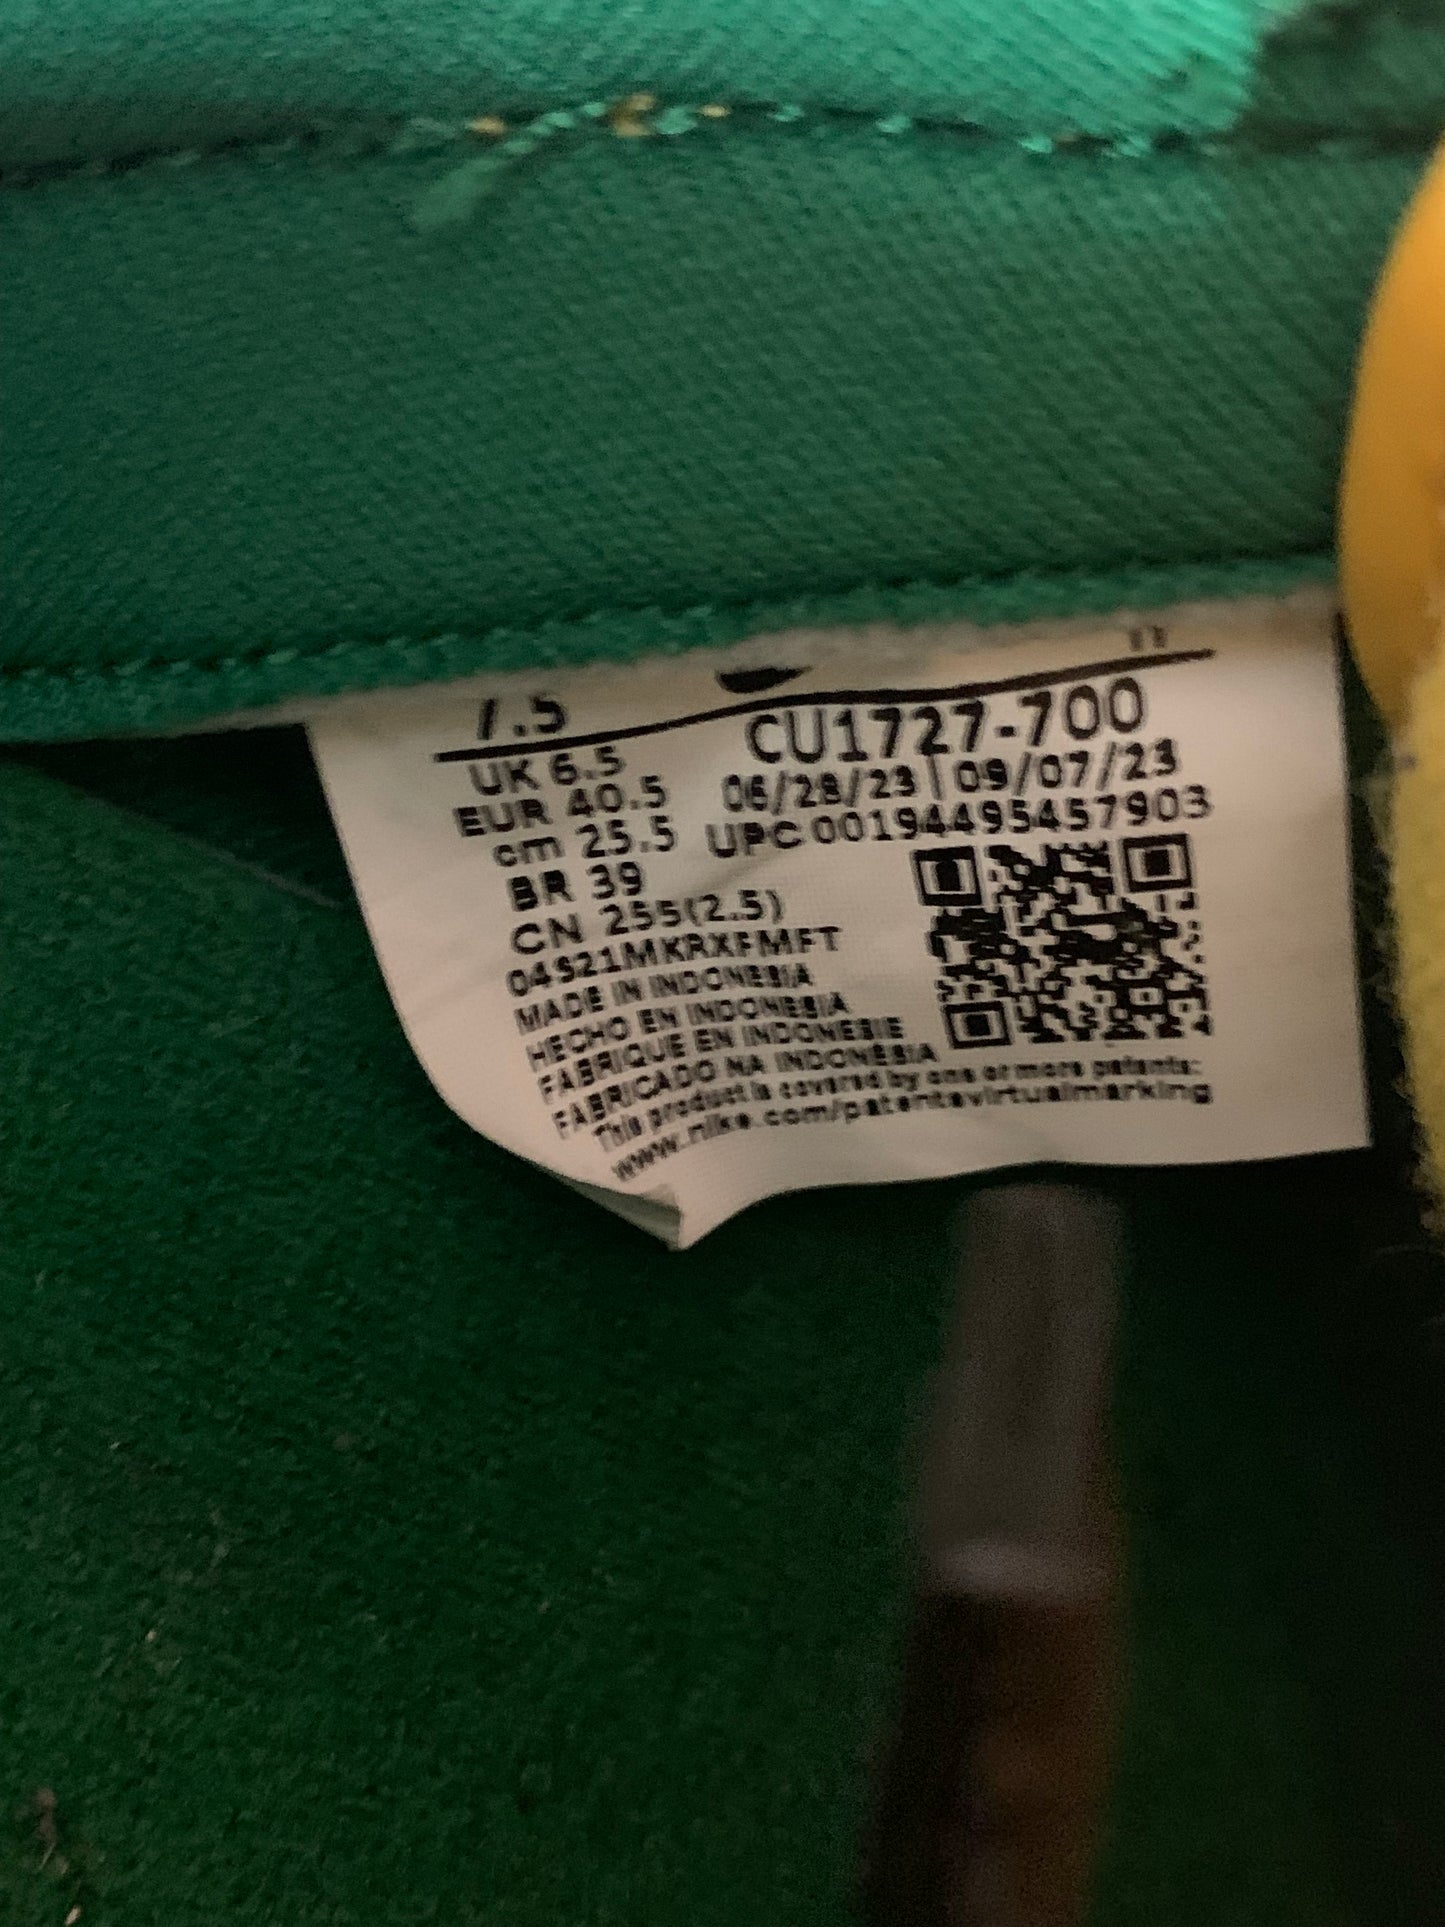 7.5
CU1727-700
UK 6.5
06/28/23 | 09/07/23
EUR 40.5
UPC 00194495457903
cm 25.5
BR 39
CN 255(2.5)
04S21MKRXFMFT
MADE IN INDONESIA
HECHO EN INDONESIA
FABRIQUE EN INDONESIE
FABRICADO NA INDONESIA
This product is covered by one or more patents:
www.nike.com/patentsvirtualmarking